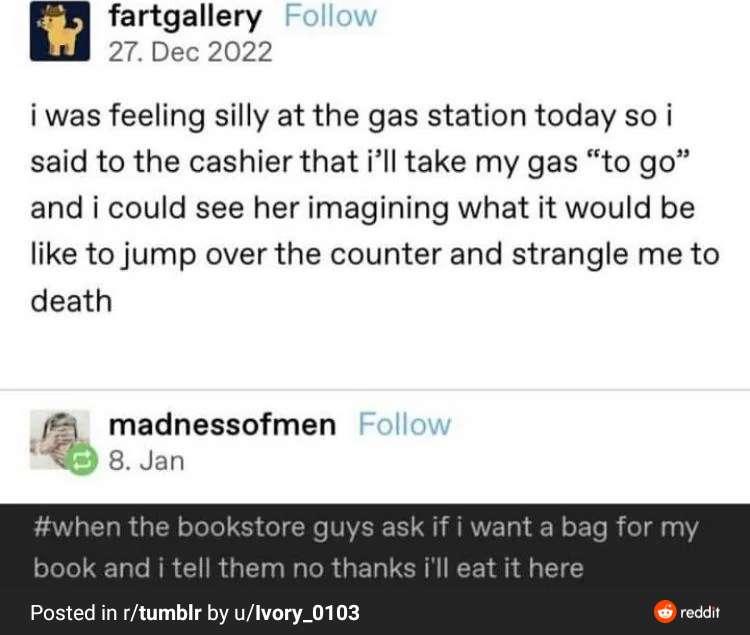 fartgallery Follow
27. Dec 2022
i was feeling silly at the gas station today so i
said to the cashier that i’ll take my gas “to go”
and i could see her imagining what it would be
like to jump over the counter and strangle me to
death
madnessofmen Follow
8. Jan
#when the bookstore guys ask if i want a bag for my
book and i tell them no thanks i'll eat it here
Posted in r/tumblr by u/Ivory_0103 reddit